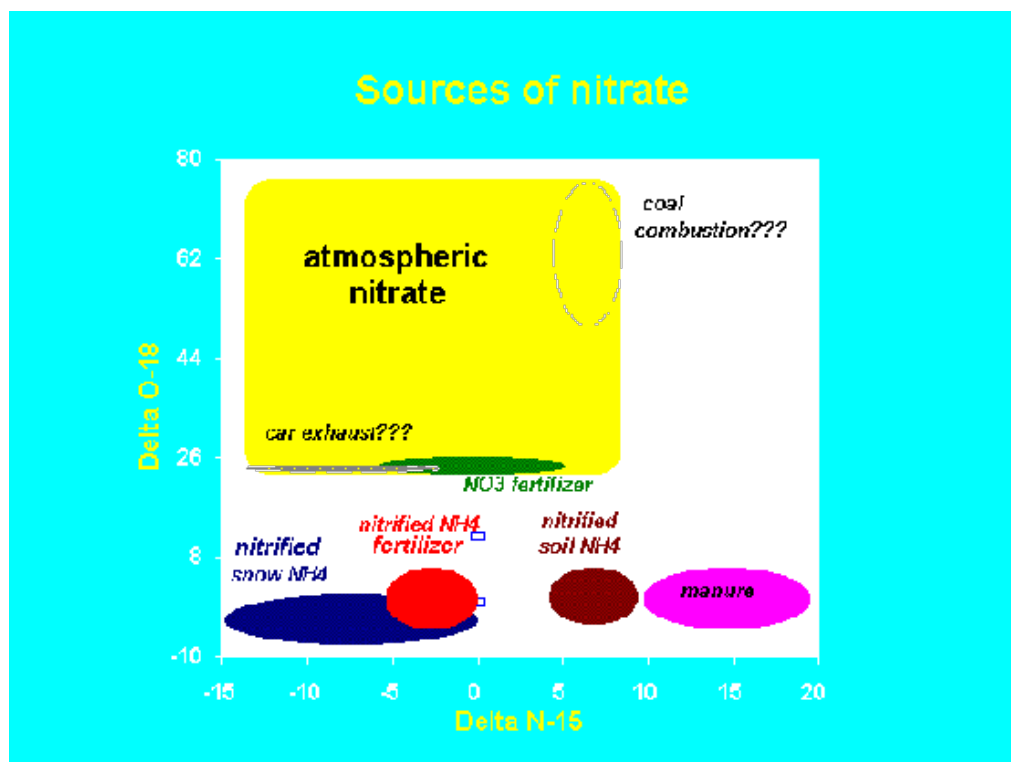 Sources of nitrate
80
62
44
26
8
-10
Delta O-18
atmospheric
nitrate
coal
combustion???
car exhaust???
NO3 fertilizer
nitrified NH4
fertilizer
nitrified
soil NH4
nitrified
snow NH4
manure
-15 -10 -5 0 5 10 15 20
Delta N-15